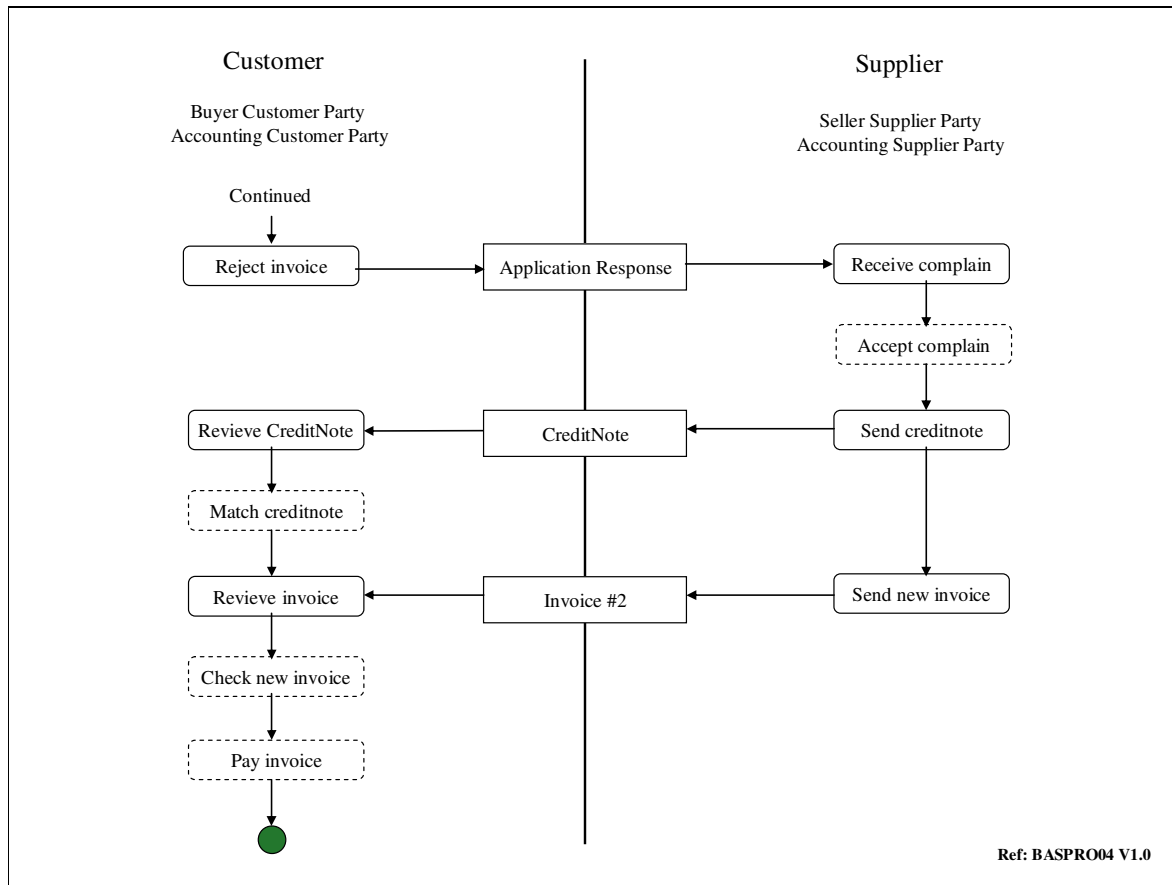 Customer
Supplier
Buyer Customer Party
Accounting Customer Party
Seller Supplier Party
Accounting Supplier Party
Continued
Reject invoice
Application Response
Receive complain
Accept complain
Revieve CreditNote
CreditNote
Send creditnote
Match creditnote
Revieve invoice
Invoice #2
Send new invoice
Check new invoice
Pay invoice
Ref: BASPRO04 V1.0